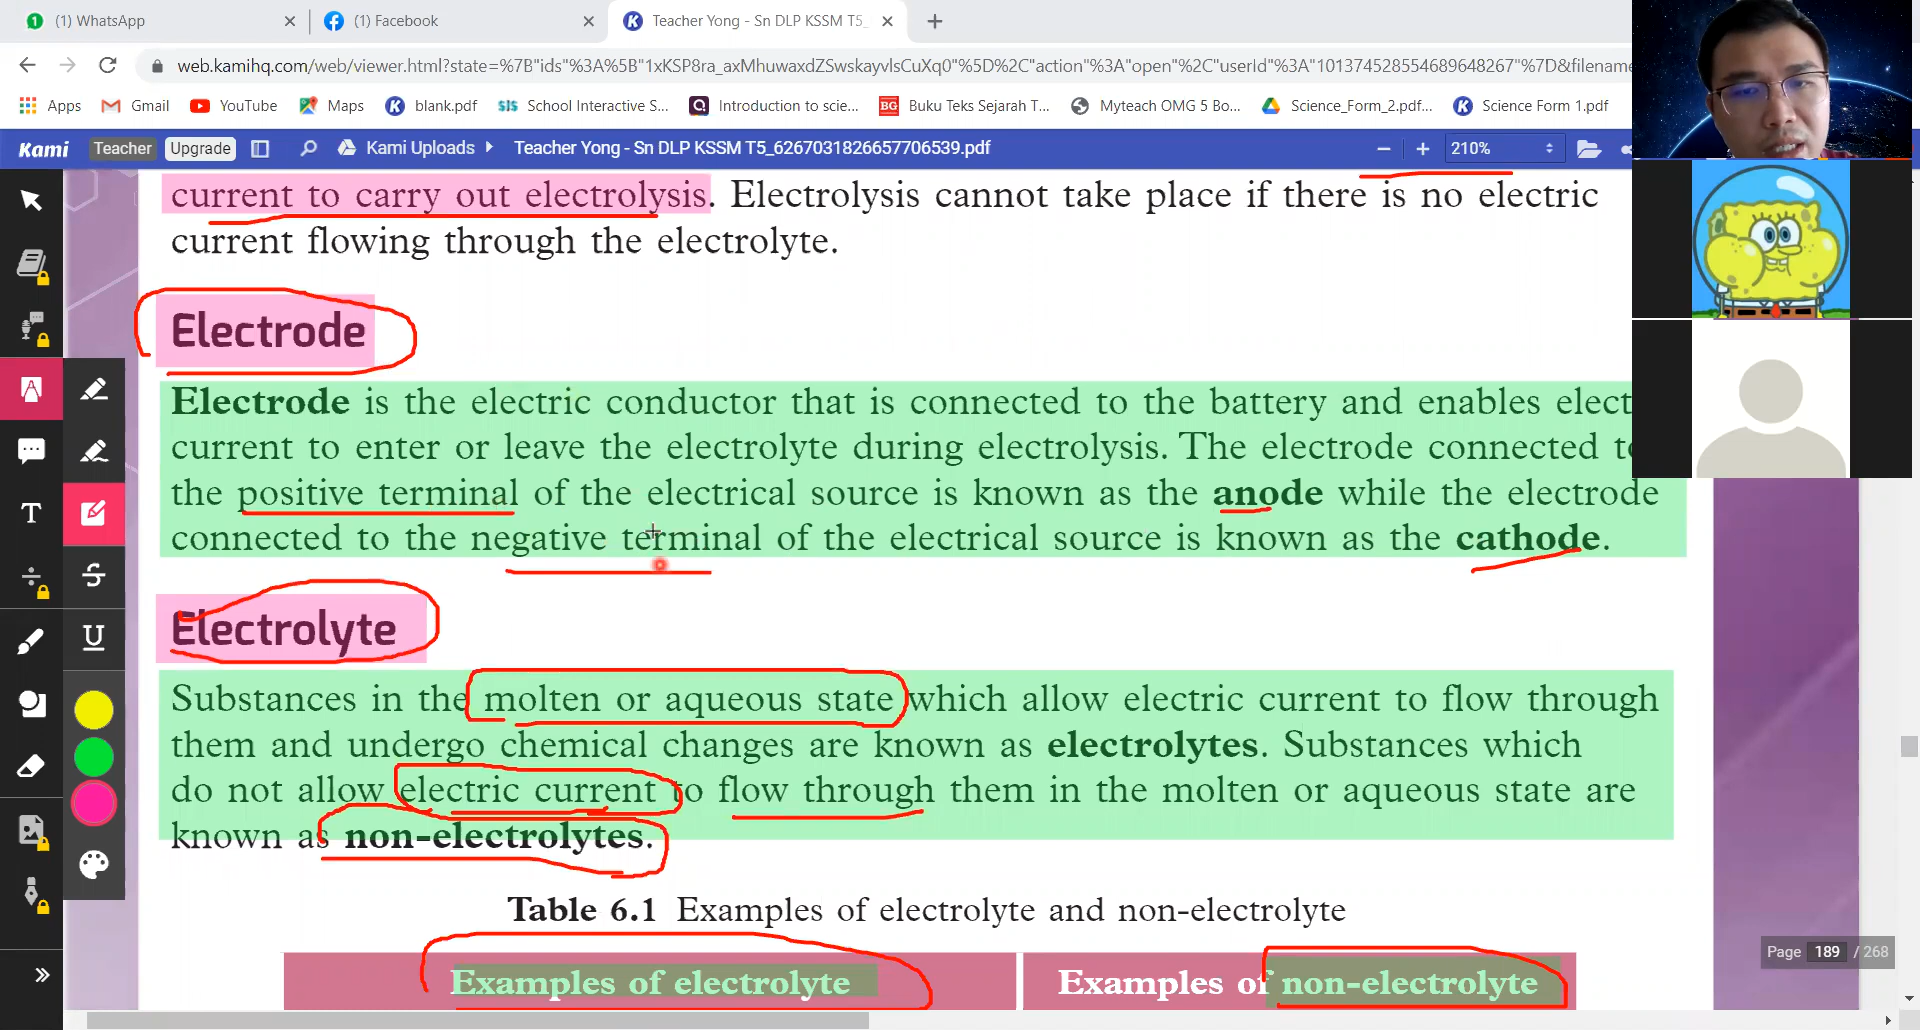 (1) WhatsApp
(1) Facebook
Teacher Yong - Sn DLP KSSM T5_
web.kamihq.com/web/viewer.html?state=%7B"ids"%3A%5B"1xKSP8ra_axMhuwaxdZSwskayvlsCuXq0"%5D%2C"action"%3A"open"%2C"userId"%3A"101374528554689648267"%7D&filename
Apps
Gmail
YouTube
Maps
blank.pdf
School Interactive S...
Introduction to scie...
Buku Teks Sejarah T...
Myteach OMG 5 Bo...
Science_Form_2.pdf...
Science Form 1.pdf
Kami
Teacher
Upgrade
Kami Uploads
Teacher Yong - Sn DLP KSSM T5_6267031826657706539.pdf
210%
current to carry out electrolysis. Electrolysis cannot take place if there is no electric
current flowing through the electrolyte.
Electrode
Electrode is the electric conductor that is connected to the battery and enables elect
current to enter or leave the electrolyte during electrolysis. The electrode connected to
the positive terminal of the electrical source is known as the anode while the electrode
connected to the negative terminal of the electrical source is known as the cathode.
Electrolyte
Substances in the molten or aqueous state which allow electric current to flow through
them and undergo chemical changes are known as electrolytes. Substances which
do not allow electric current to flow through them in the molten or aqueous state are
known as non-electrolytes.
Table 6.1 Examples of electrolyte and non-electrolyte
Page 189 / 268
Examples of electrolyte
Examples of non-electrolyte